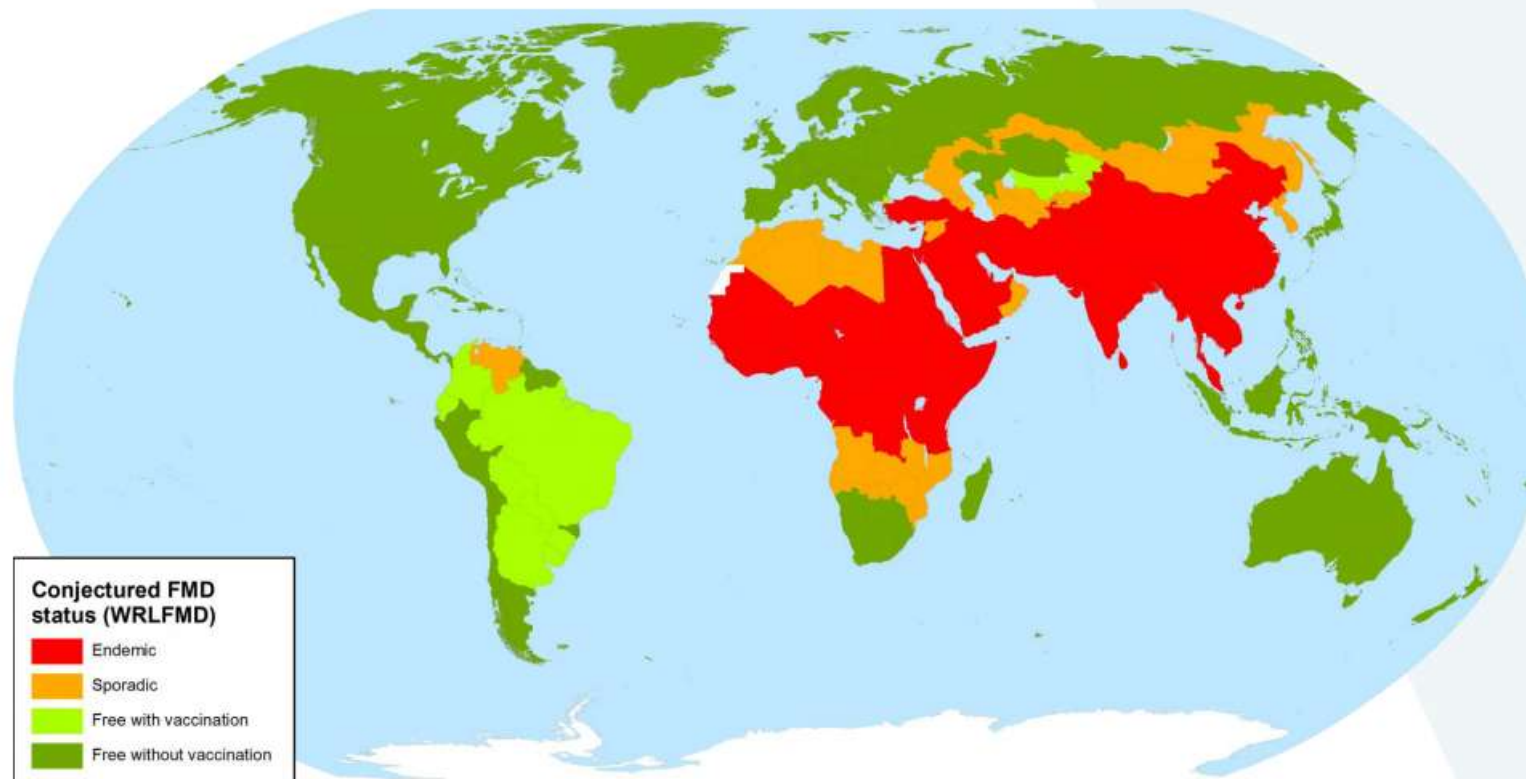 Conjectured FMD
status (WRLFMD)
Endemic
Sporadic
Free with vaccination
Free without vaccination